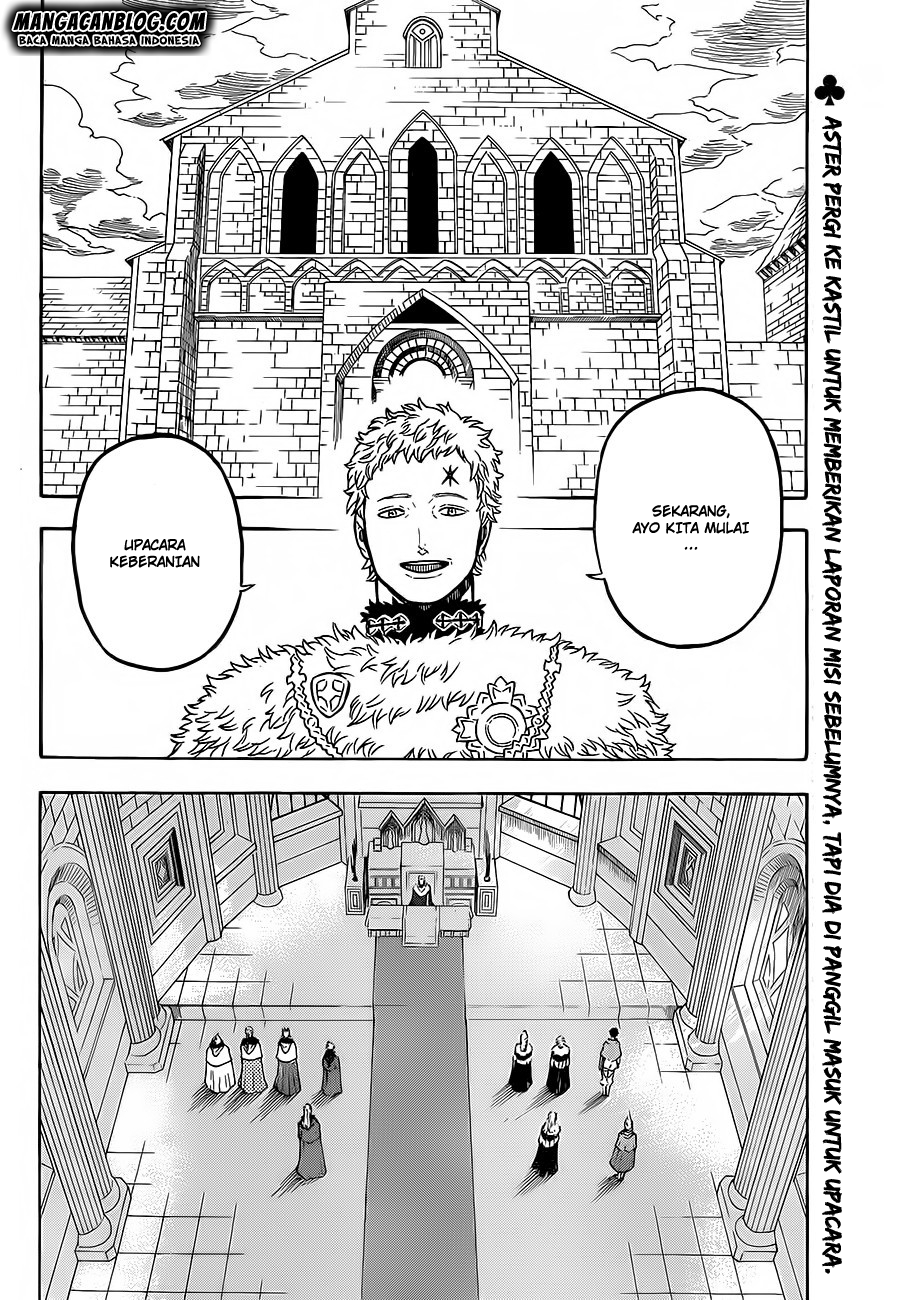 MANGACANBLOG.COM
BACA MANGA BAHASA INDONESIA
♣ ASTER PERGI KE KASTIL UNTUK MEMBERIKAN LAPORAN MISI SEBELUMNYA. TAPI DIA DI PANGGIL MASUK UNTUK UPACARA.
SEKARANG,
AYO KITA MULAI
...
UPACARA
KEBERANIAN